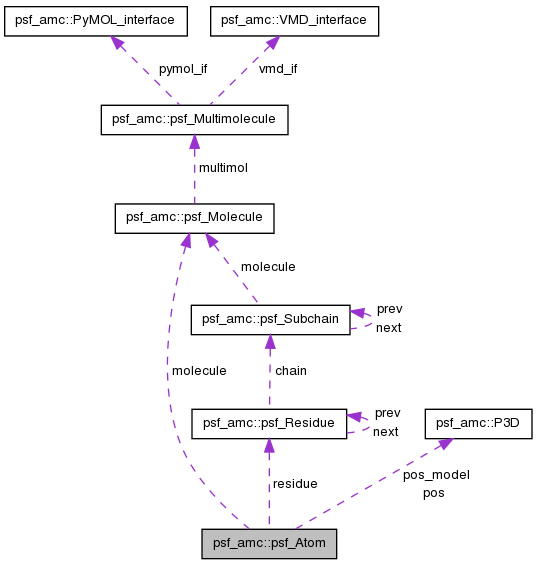 psf_amc::PyMOL_interface
psf_amc::VMD_interface
pymol_if
vmd_if
psf_amc::psf_Multimolecule
multimol
psf_amc::psf_Molecule
molecule
psf_amc::psf_Subchain
prev
next
molecule
chain
psf_amc::psf_Residue
prev
next
psf_amc::P3D
residue
pos_model
pos
psf_amc::psf_Atom